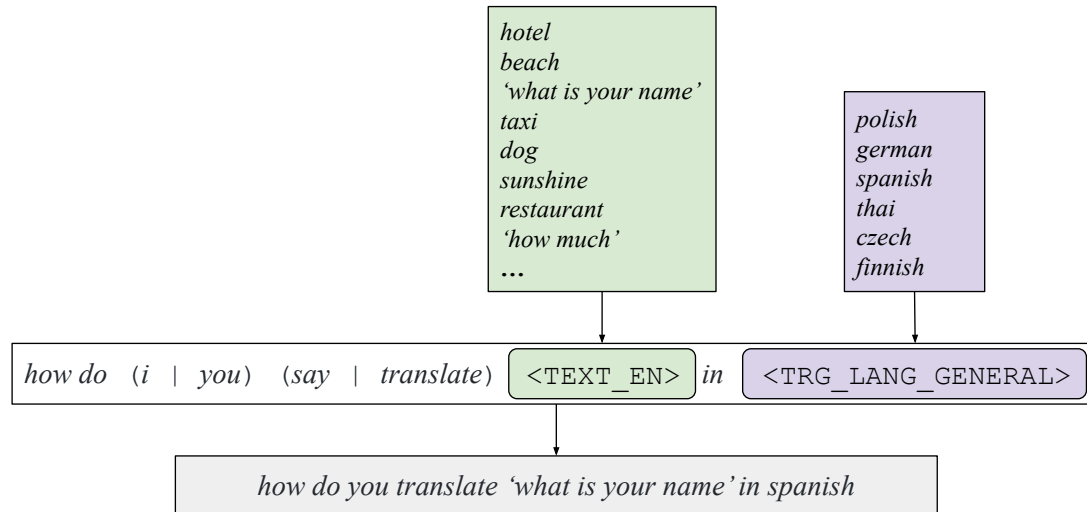 hotel
beach
‘what is your name’
taxi
dog
sunshine
restaurant
‘how much’
...
polish
german
spanish
thai
czech
finnish
how do (i | you) (say | translate) <TEXT_EN> in <TRG_LANG_GENERAL>
how do you translate ‘what is your name’ in spanish